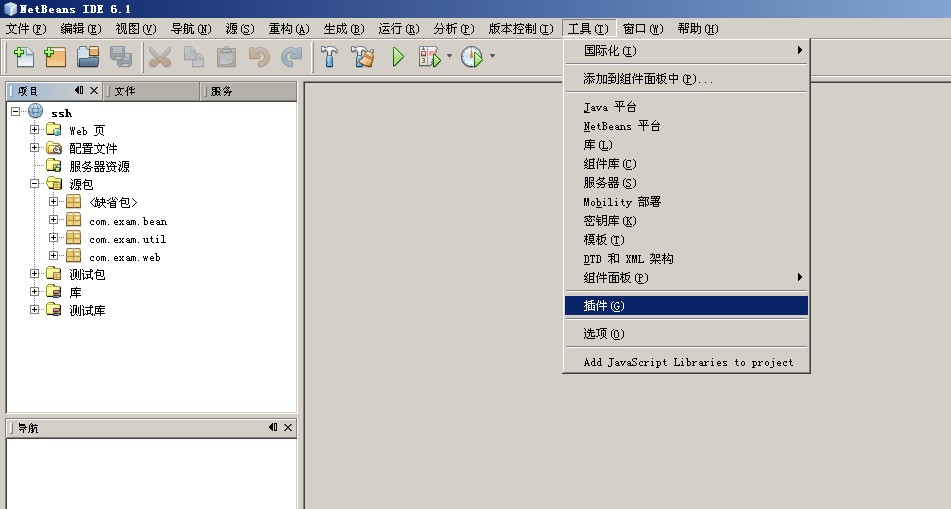 NetBeans IDE 6.1
文件(F) 编辑(E) 视图(V) 导航(N) 源(S) 重构(A) 生成(B) 运行(R) 分析(P) 版本控制(I) 工具(T) 窗口(W) 帮助(H)
国际化(I)
添加到组件面板中(P)...
Java 平台
NetBeans 平台
库(L)
组件库(C)
服务器(S)
Mobility 部署
密钥库(K)
模板(T)
DTD 和 XML 架构
组件面板(P)
插件(G)
选项(O)
Add JavaScript Libraries to project
项目 文件 服务
ssh
Web 页
配置文件
服务器资源
源包
<缺省包>
com.exam.bean
com.exam.util
com.exam.web
测试包
库
测试库
导航